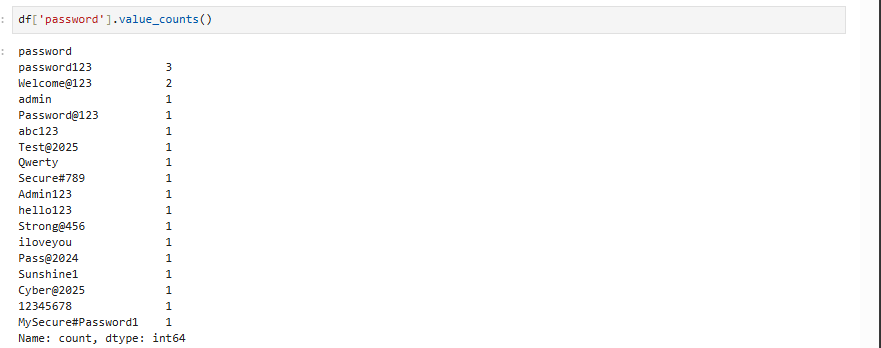 df['password'].value_counts()
password
password123 3
Welcome@123 2
admin 1
Password@123 1
abc123 1
Test@2025 1
Qwerty 1
Secure#789 1
Admin123 1
hello123 1
Strong@456 1
iloveyou 1
Pass@2024 1
Sunshine1 1
Cyber@2025 1
12345678 1
MySecure#Password1 1
Name: count, dtype: int64